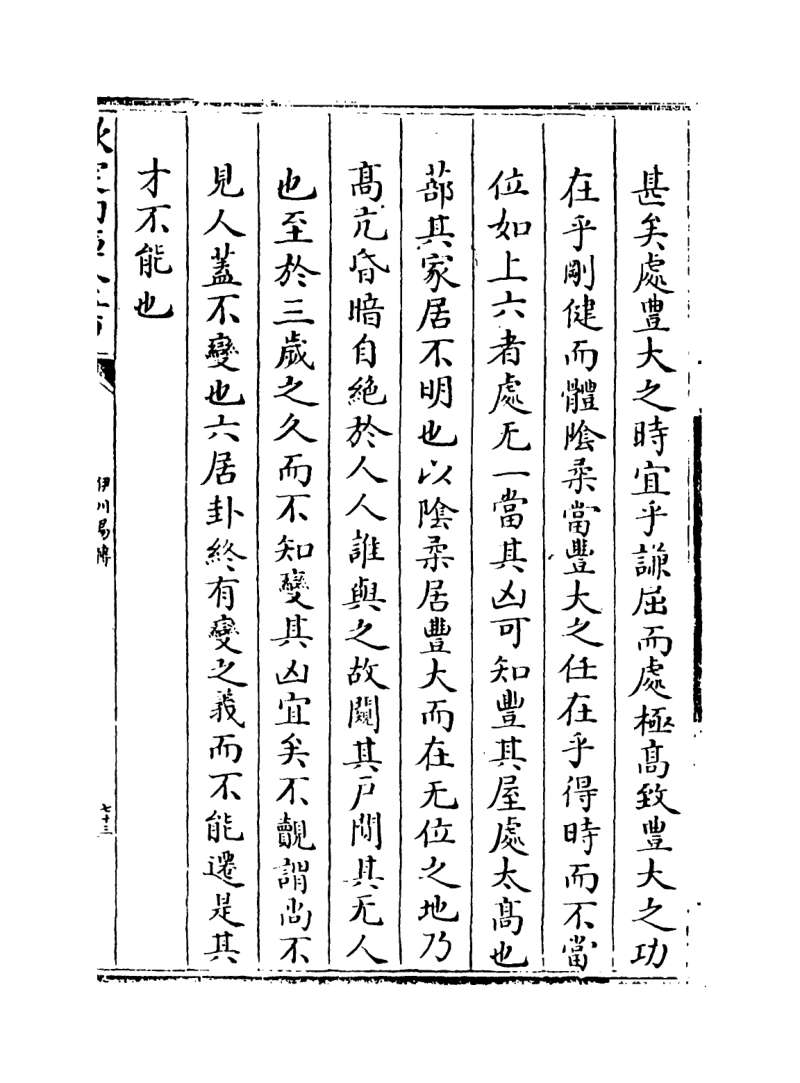 甚矣處豐大之時宜乎謙屈而處極髙致豐大之功
在乎剛健而體陰柔當豐大之任在乎得時而不當
位如上六者處无一當其凶可知豐其屋處太髙也
蔀其家居不明也以陰柔居豐大而在无位之地乃
髙亢昏暗自絶於人人誰與之故闚其戸闃其无人
也至於三歳之久而不知變其凶宜矣不覿謂尚不
見人蓋不變也六居卦終有變之義而不能遷是其
才不能也
伊川易傳
七十三